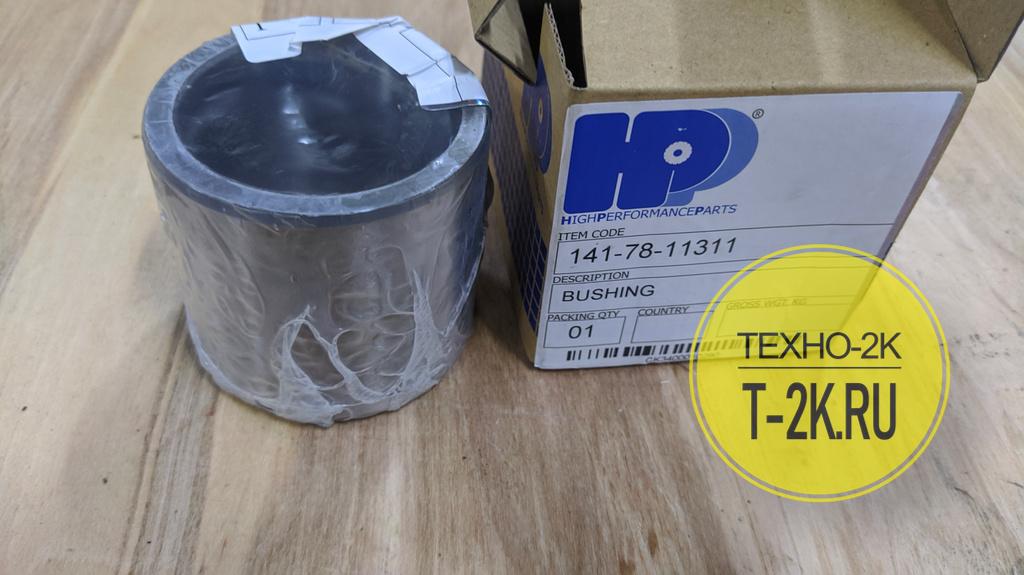 HP®
HIGHPERFORMANCEPARTS
ITEM CODE
141-78-11311
DESCRIPTION
BUSHING
PACKING QTY
COUNTRY
GROSS WGT. KG
01
ТЕХНО-2К
T-2K.RU